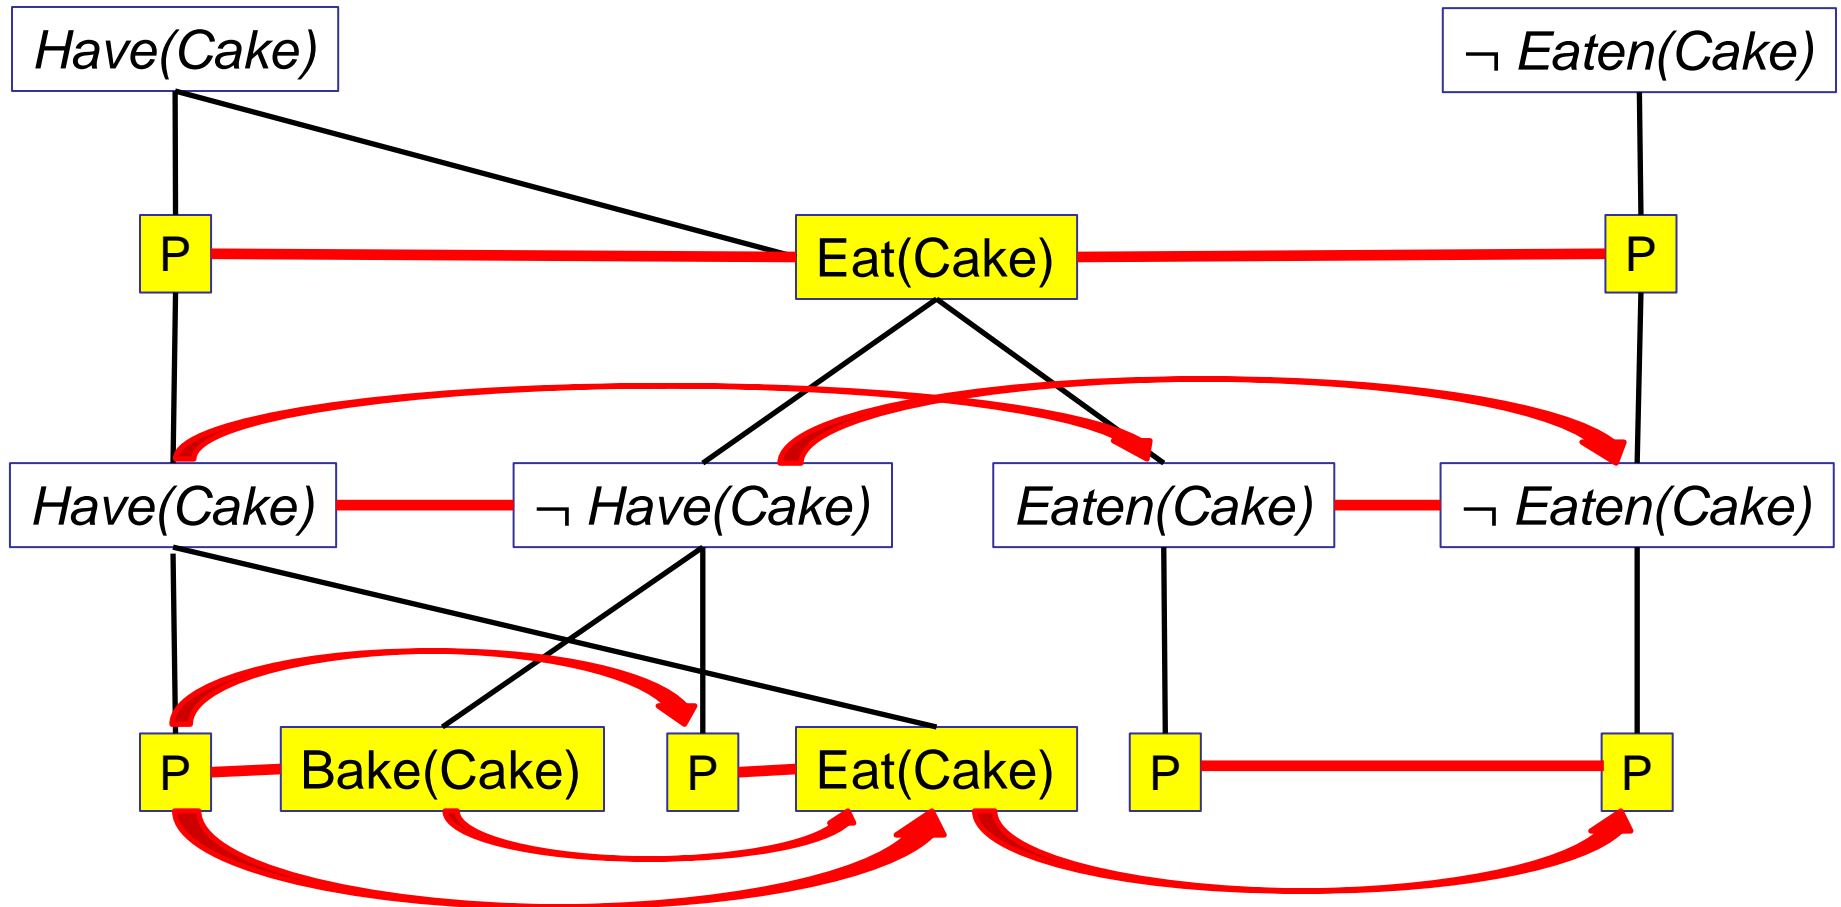 Have(Cake)
¬ Eaten(Cake)
P
Eat(Cake)
P
Have(Cake)
¬ Have(Cake)
Eaten(Cake)
¬ Eaten(Cake)
P
Bake(Cake)
P
Eat(Cake)
P
P